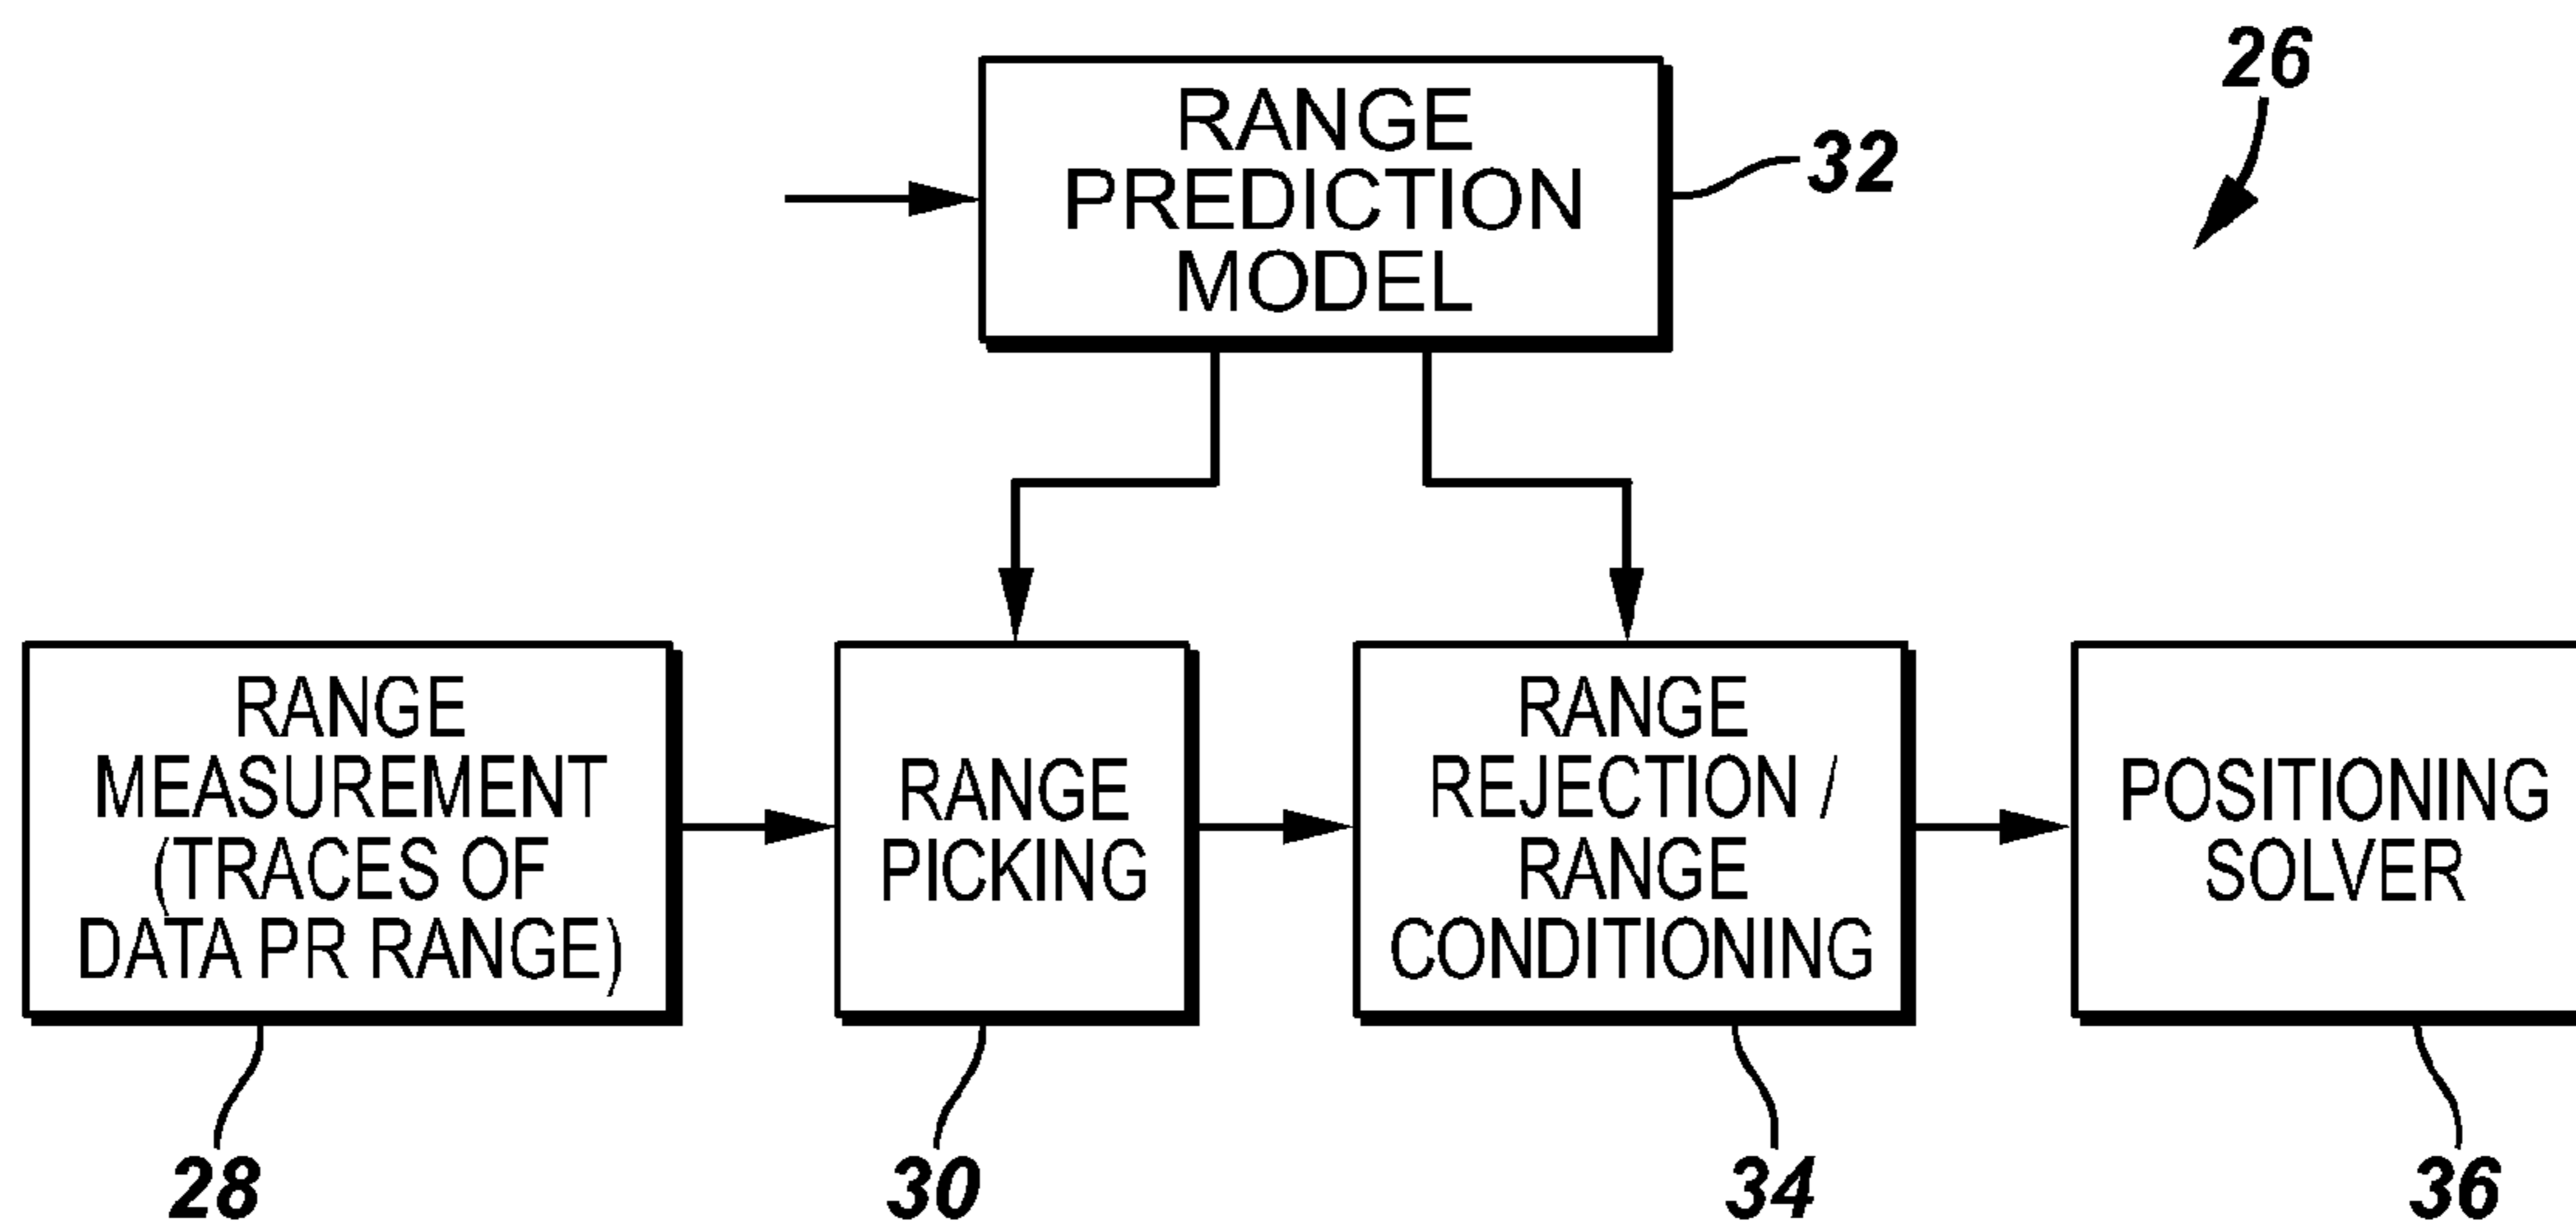 26
RANGE
PREDICTION
MODEL
32
RANGE
MEASUREMENT
(TRACES OF
DATA PR RANGE)
RANGE
PICKING
RANGE
REJECTION /
RANGE
CONDITIONING
POSITIONING
SOLVER
28
30
34
36